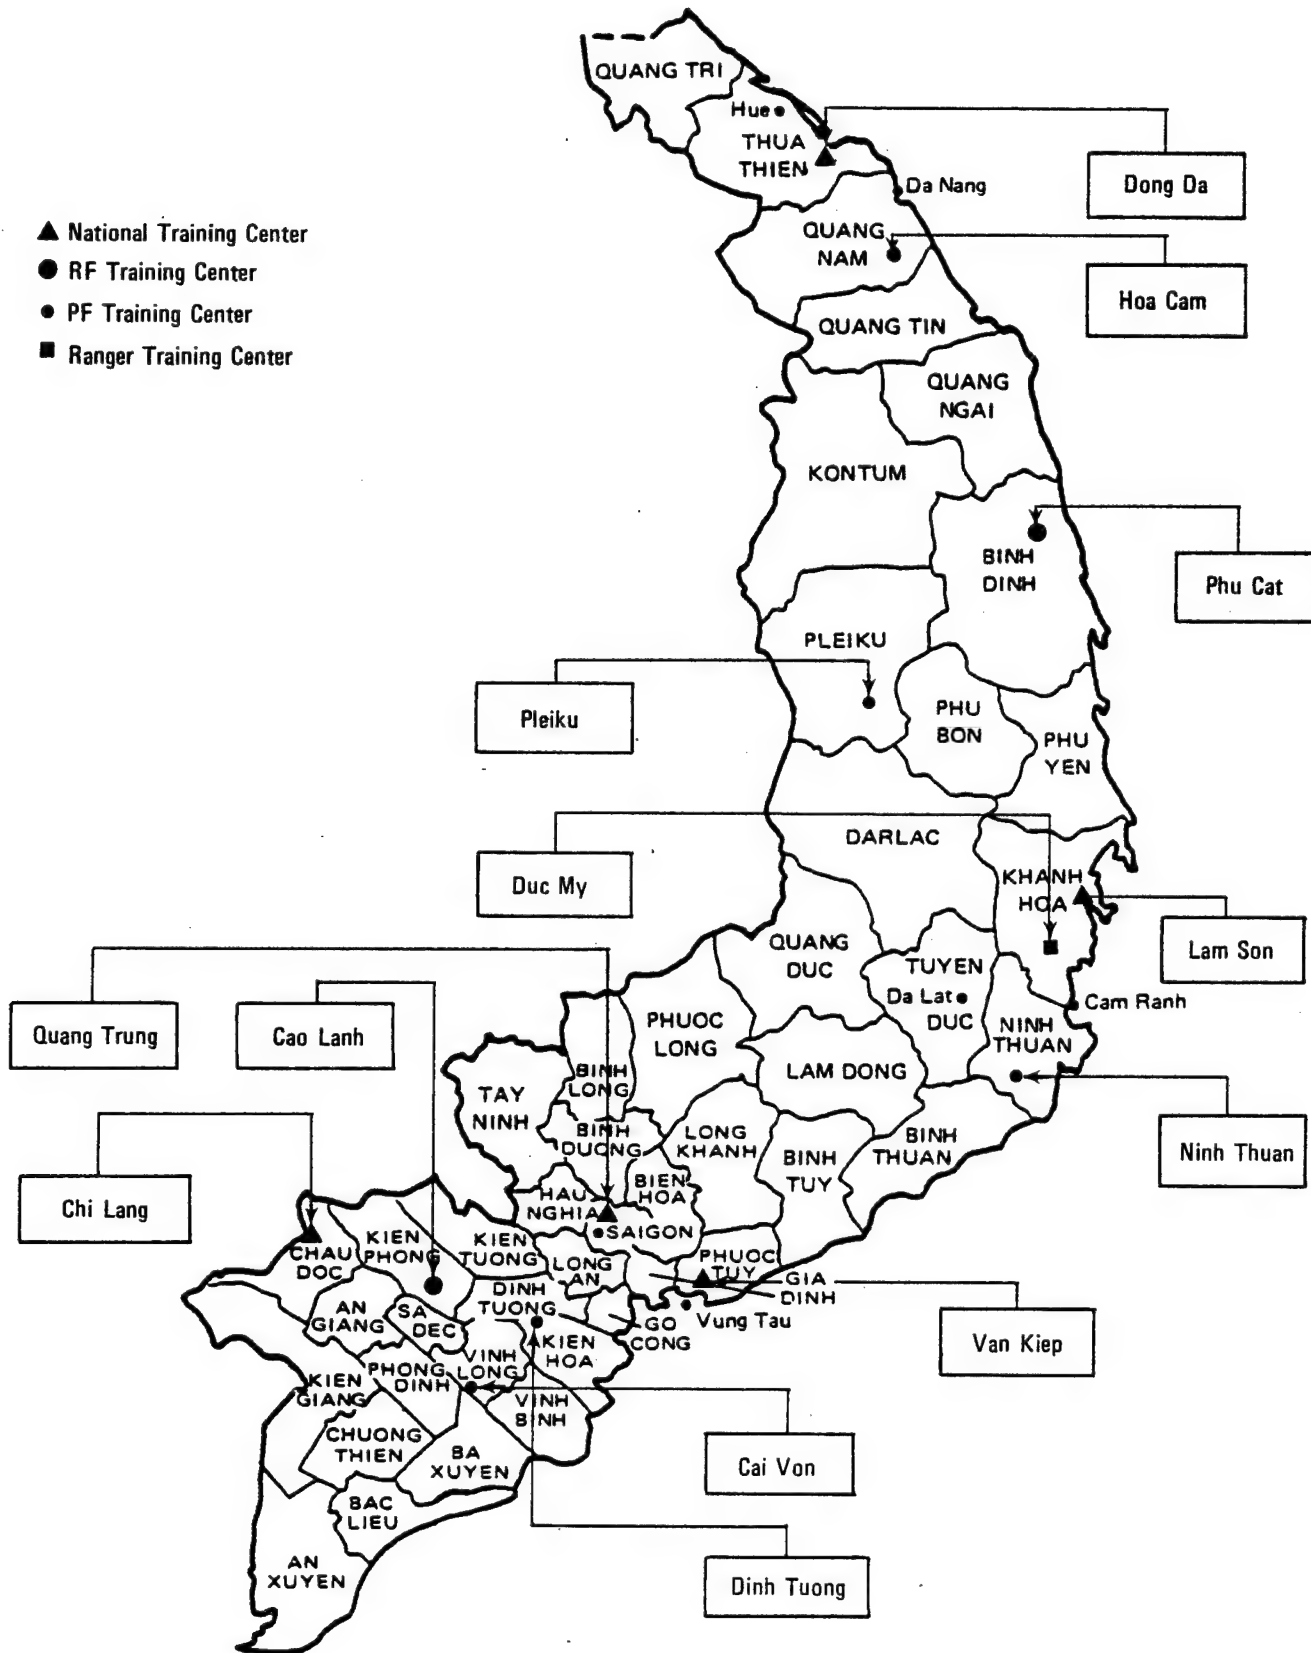 QUANG TRI
Hue
THUA
THIEN
Dong Da
Da Nang
National Training Center
RF Training Center
PF Training Center
Ranger Training Center
QUANG
NAM
Hoa Cam
QUANG TIN
QUANG
NGAI
KONTUM
BINH
DINH
Phu Cat
PLEIKU
Pleiku
PHU
BON
PHU
YEN
DARLAC
Duc My
KHANH
HOA
Lam Son
QUANG
DUC
TUYEN
Da Lat
DUC
Cam Ranh
Quang Trung
Cao Lanh
PHUOC
LONG
NINH
THUAN
LAM DONG
BINH
LONG
TAY
NINH
BINH
DUONG
LONG
KHANH
BINH
THUAN
BINH
TUY
Ninh Thuan
Chi Lang
BIEN
HOA
HAU
NGHIA
SAIGON
KIEN
PHONG
KIEN
TUONG
CHAU
DOC
LONG
AN
PHUOC
TUY
GIA
DINH
DINH
TUONG
Vung Tau
GO
CONG
AN
GIANG
SA
DEC
KIEN
HOA
Van Kiep
VINH
LONG
PHONG
DINH
KIEN
GIANG
VINH
BINH
CHUONG
THIEN
BA
XUYEN
Cai Von
BAC
LIEU
AN
XUYEN
Dinh Tuong